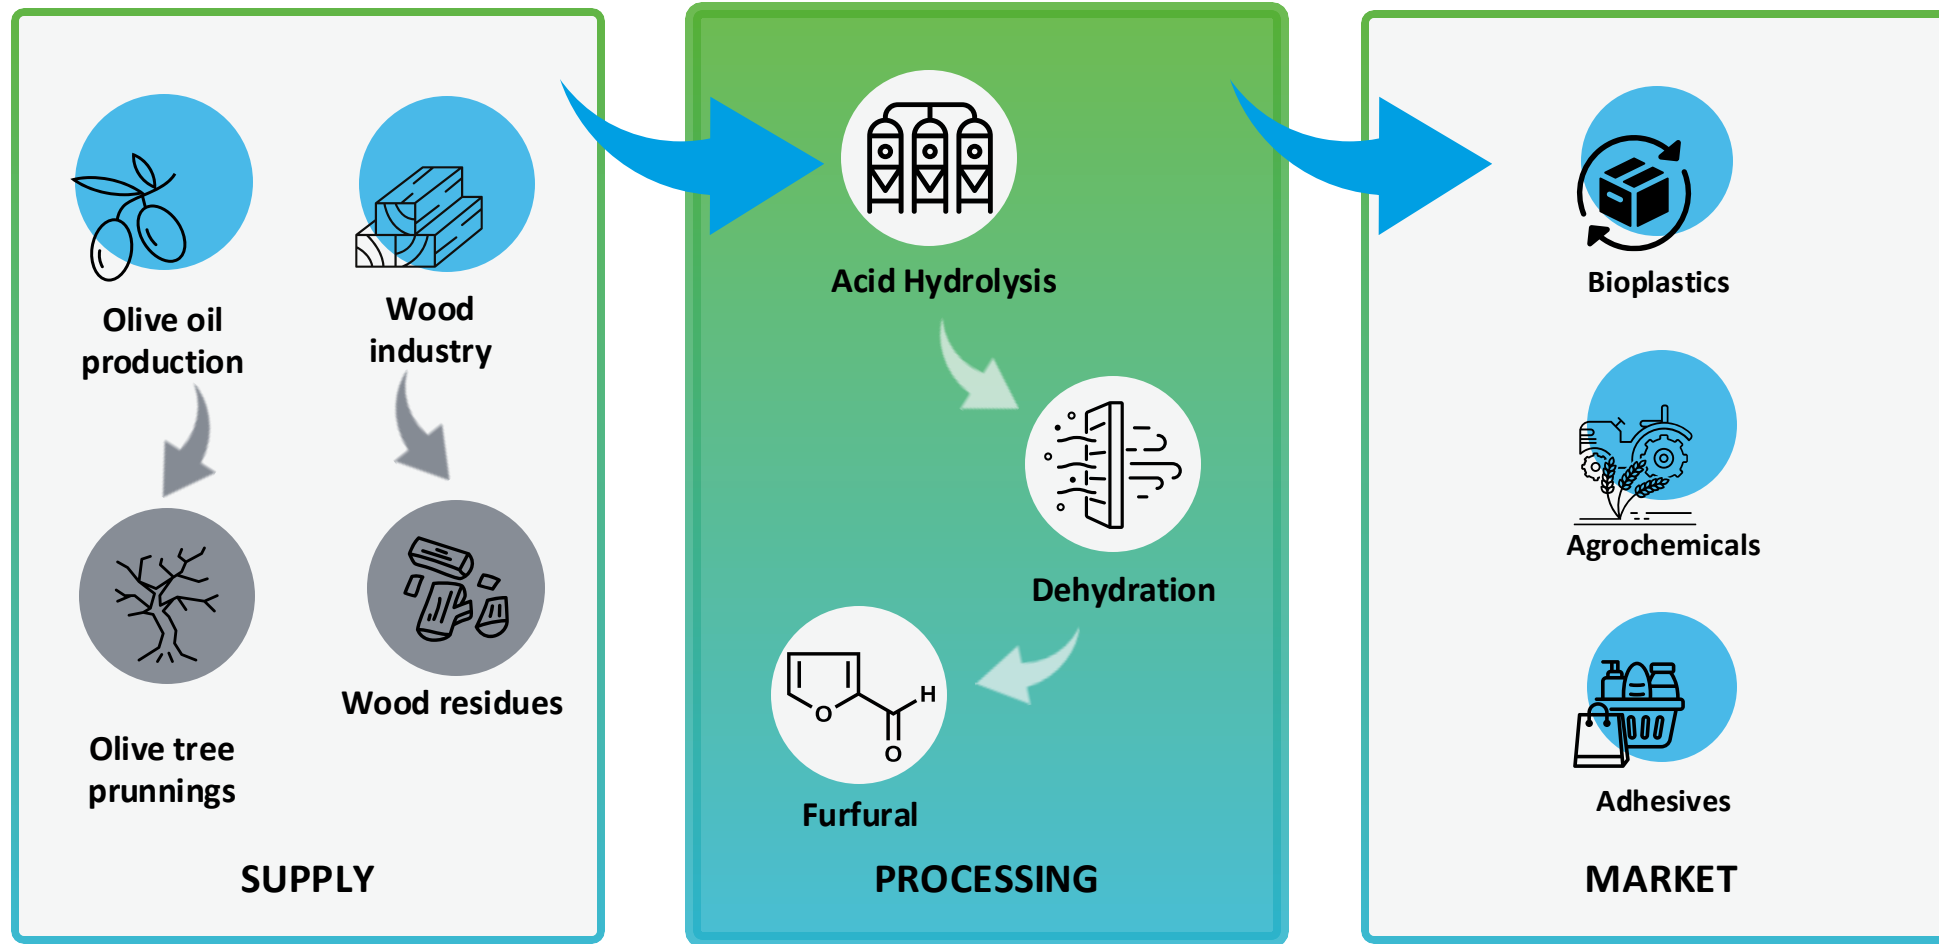 Olive oil
production
Wood
industry
Olive tree
prunnings
Wood residues
SUPPLY
Acid Hydrolysis
Dehydration
O
H
O
Furfural
PROCESSING
Bioplastics
Agrochemicals
Adhesives
MARKET